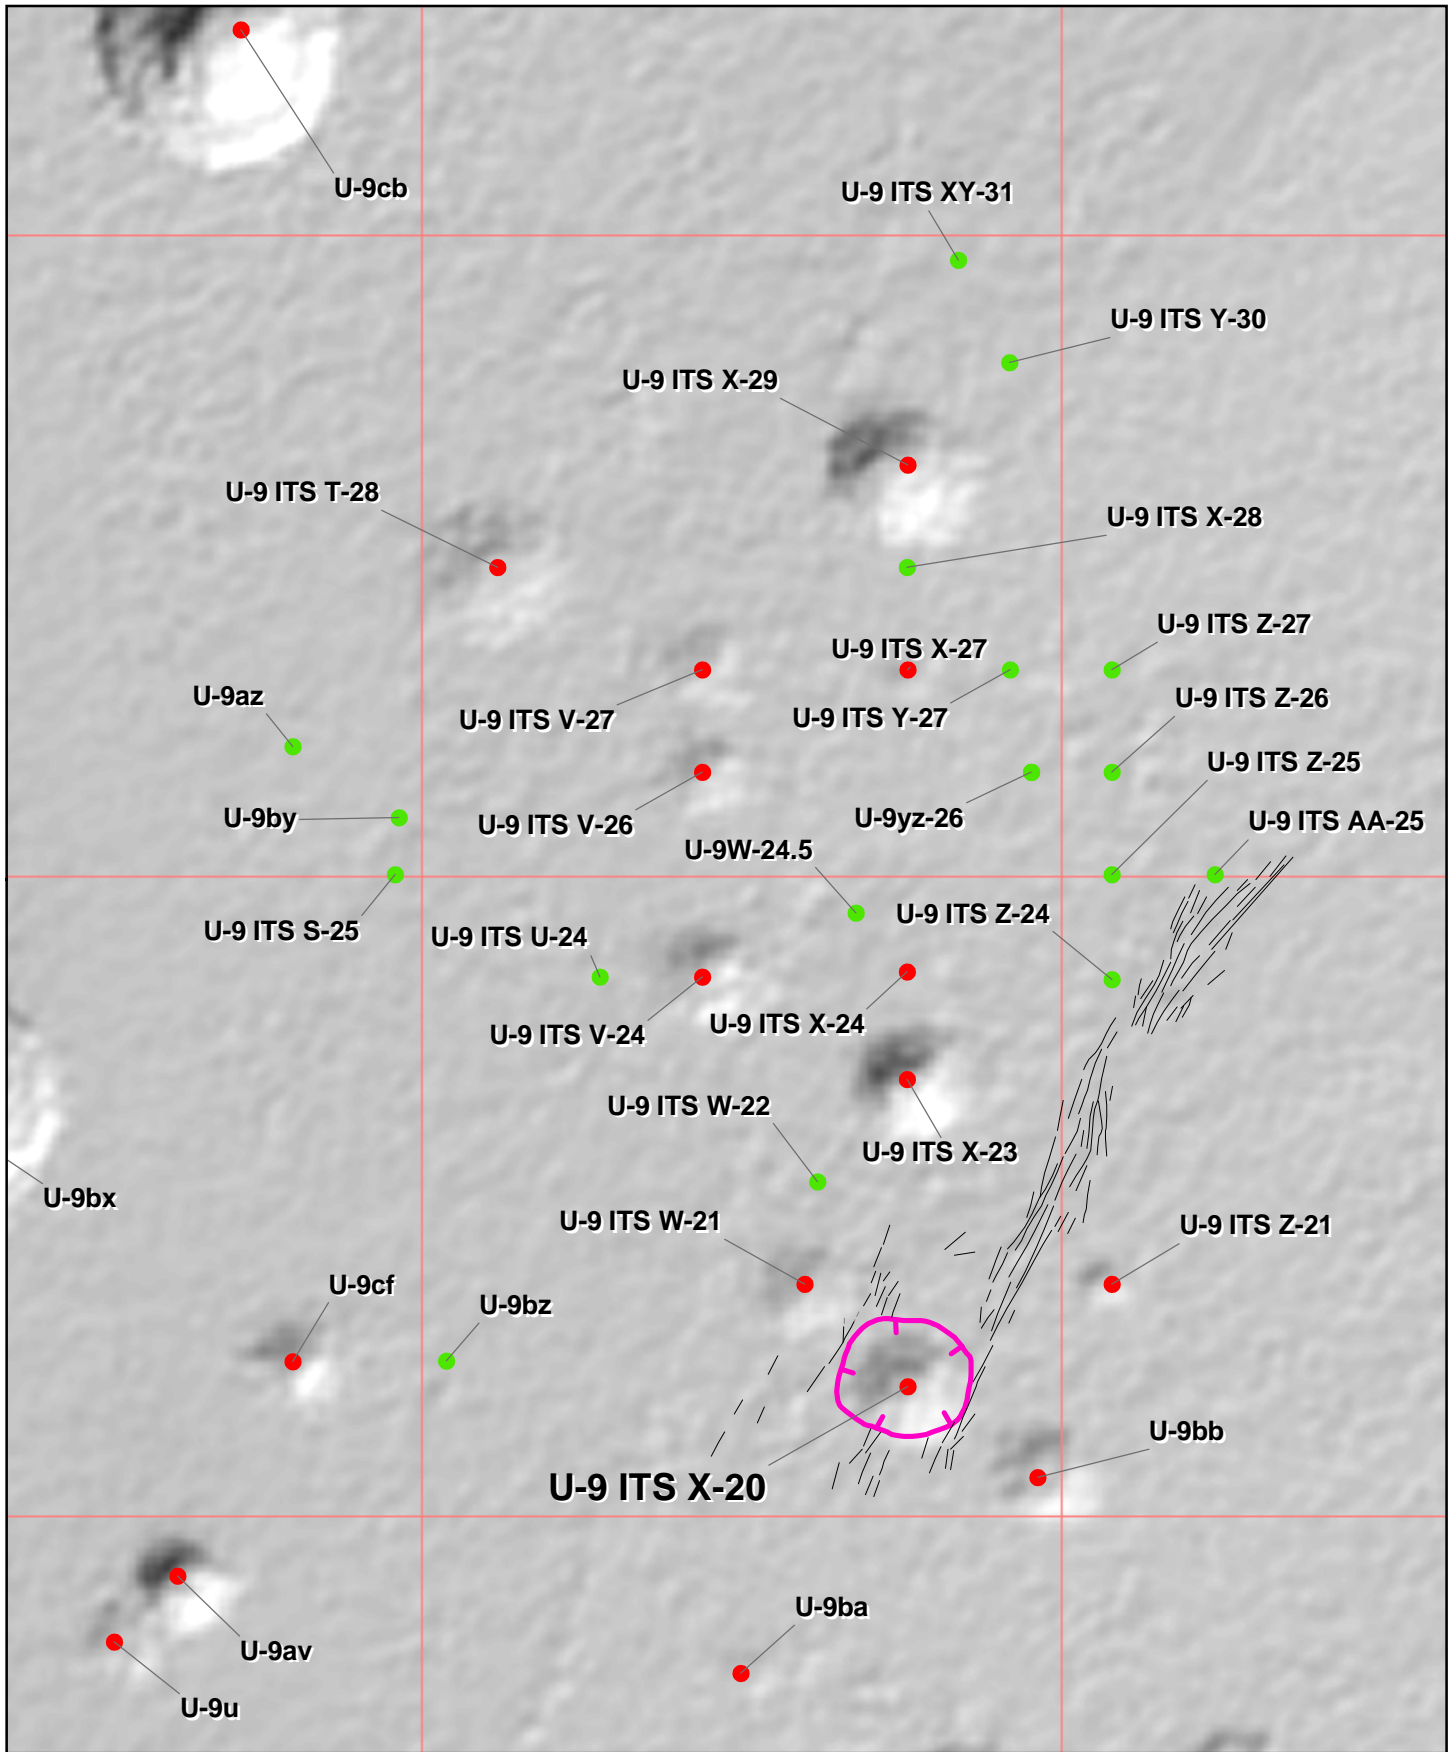 U-9cb
U-9 ITS XY-31
U-9 ITS Y-30
U-9 ITS X-29
U-9 ITS T-28
U-9 ITS X-28
U-9 ITS Z-27
U-9 ITS X-27
U-9az
U-9 ITS V-27
U-9 ITS Y-27
U-9 ITS Z-26
U-9 ITS Z-25
U-9by
U-9 ITS V-26
U-9yz-26
U-9 ITS AA-25
U-9W-24.5
U-9 ITS S-25
U-9 ITS U-24
U-9 ITS Z-24
U-9 ITS V-24
U-9 ITS X-24
U-9 ITS W-22
U-9 ITS X-23
U-9bx
U-9 ITS W-21
U-9 ITS Z-21
U-9cf
U-9bz
U-9bb
U-9 ITS X-20
U-9ba
U-9av
U-9u